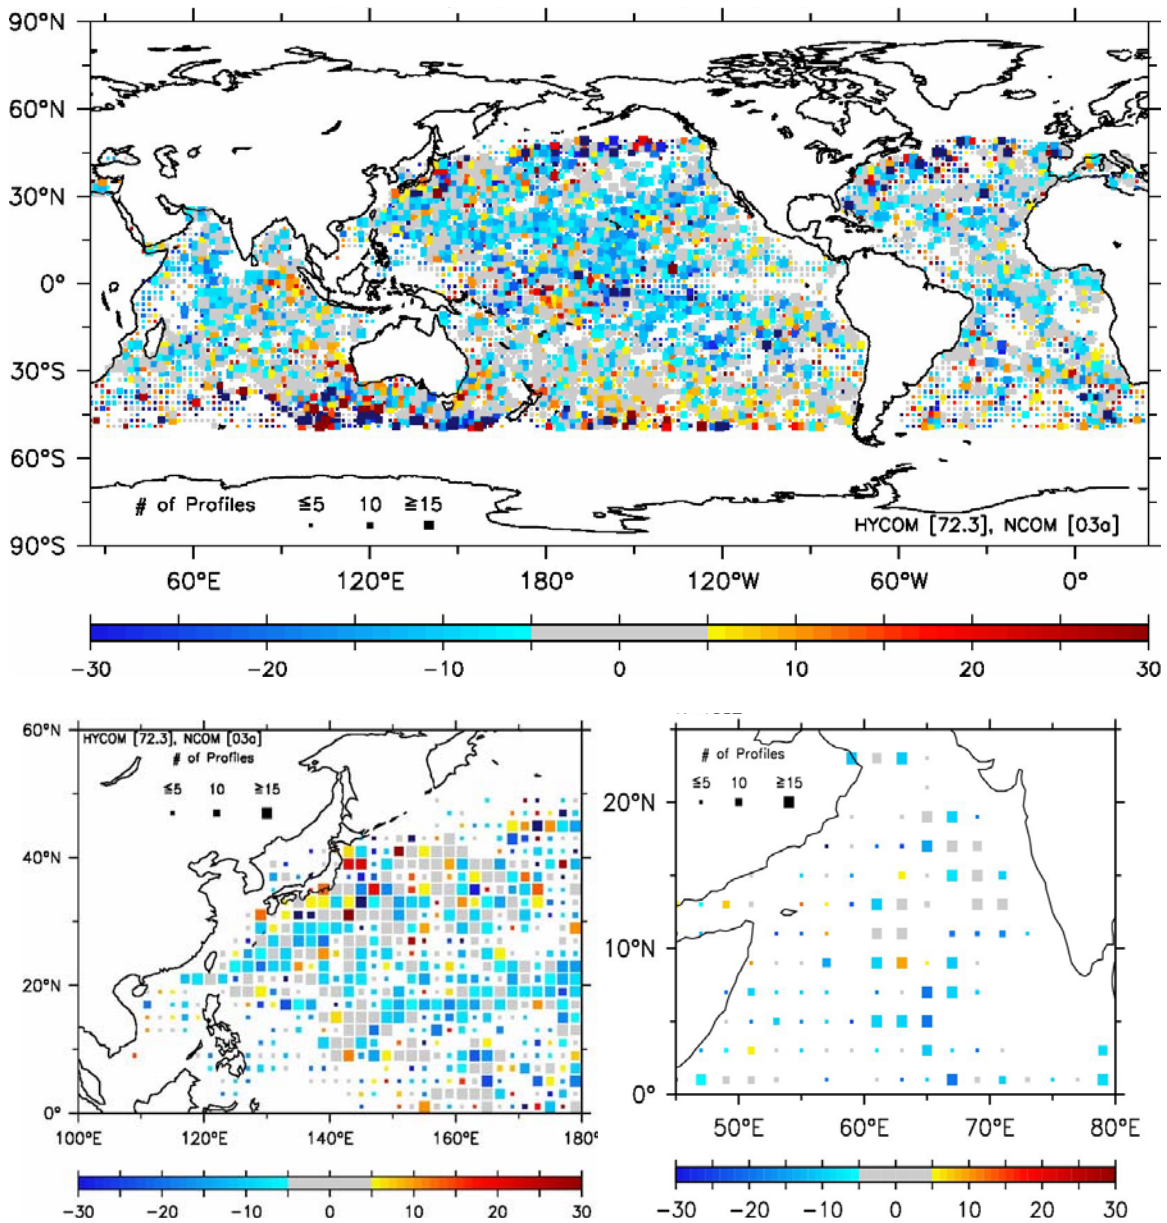 90°N
60°N
30°N
0°
30°S
60°S
90°S
# of Profiles ≦5 10 ≧15
HYCOM [72.3], NCOM [03a]
60°E 120°E 180° 120°W 60°W 0°
-30 -20 -10 0 10 20 30
60°N
HYCOM [72.3], NCOM [03a]
# of Profiles
≦5 10 ≧15
40°N
20°N
0°
100°E 120°E 140°E 160°E 180°
-30 -20 -10 0 10 20 30
# of Profiles
≦5 10 ≧15
20°N
10°N
0°
50°E 60°E 70°E 80°E
-30 -20 -10 0 10 20 30